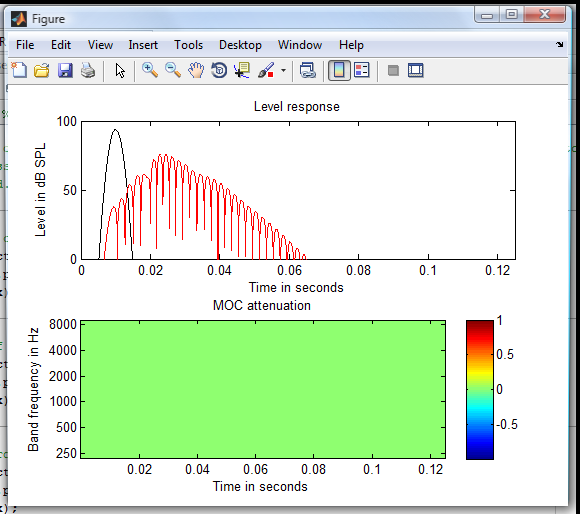 Figure
File Edit View Insert Tools Desktop Window Help
Level response
Level in dB SPL
100
50
0
0 0.02 0.04 0.06 0.08 0.1 0.12
Time in seconds
MOC attenuation
Band frequency in Hz
8000
4000
2000
1000
500
250
0.02 0.04 0.06 0.08 0.1 0.12
Time in seconds
1
0.5
0
-0.5